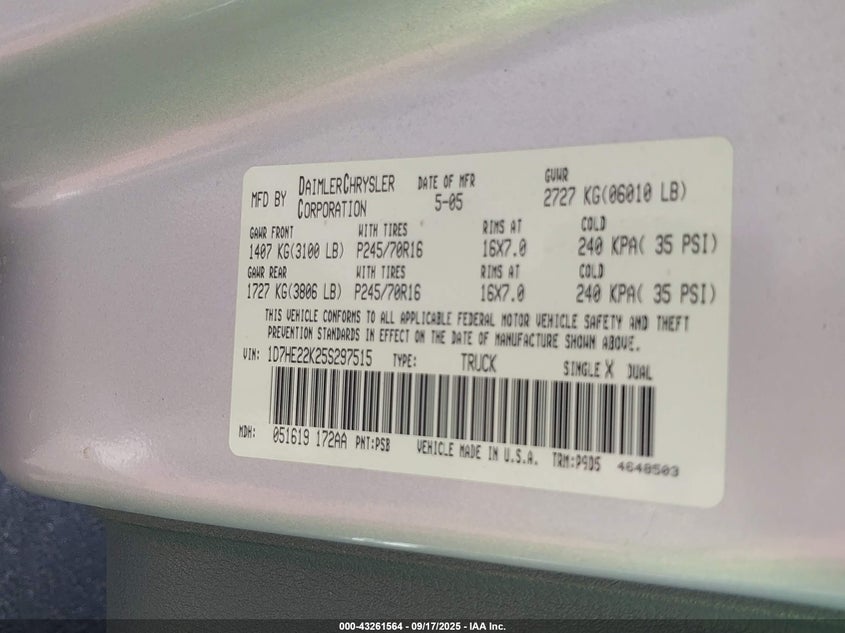 MFD BY DAIMLERCHRYSLER CORPORATION DATE OF MFR 5-05 GVWR 2727 KG(06010 LB)
GAWR FRONT WITH TIRES RIMS AT COLD
1407 KG(3100 LB) P245/70R16 16X7.0 240 KPA( 35 PSI)
GAWR REAR WITH TIRES RIMS AT COLD
1727 KG(3806 LB) P245/70R16 16X7.0 240 KPA( 35 PSI)
THIS VEHICLE CONFORMS TO ALL APPLICABLE FEDERAL MOTOR VEHICLE SAFETY AND THEFT
PREVENTION STANDARDS IN EFFECT ON THE DATE OF MANUFACTURE SHOWN ABOVE.
VIN: 1D7HE22K25S297515 TYPE: TRUCK SINGLE X DUAL
MDH: 051619 172AA PNT:PSB VEHICLE MADE IN U.S.A. TRM:P9D5 4648503
000-43261564 - 09/17/2025 - IAA Inc.